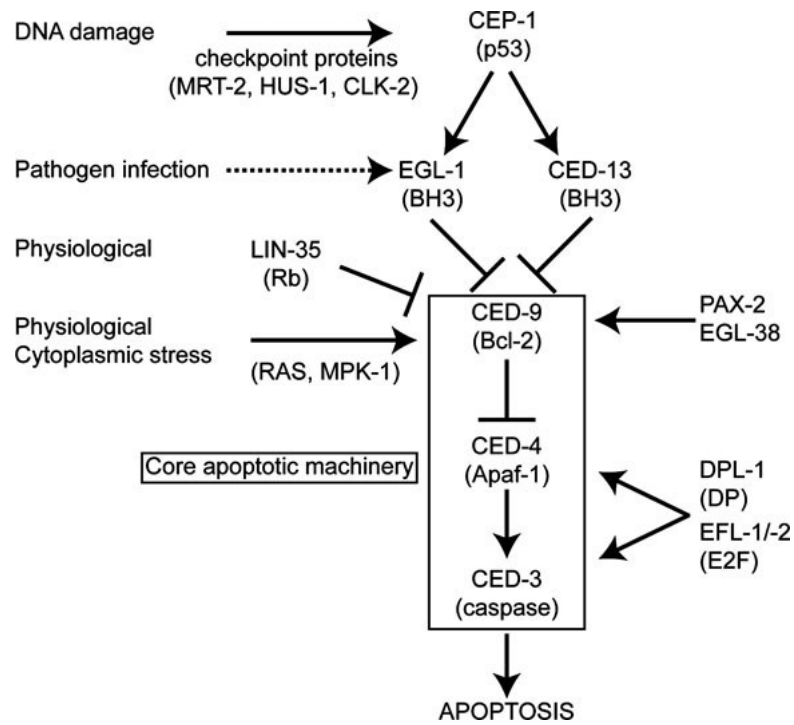 DNA damage
checkpoint proteins
(MRT-2, HUS-1, CLK-2)
CEP-1
(p53)
Pathogen infection
EGL-1
(BH3)
CED-13
(BH3)
Physiological
LIN-35
(Rb)
Physiological
Cytoplasmic stress
(RAS, MPK-1)
CED-9
(Bcl-2)
PAX-2
EGL-38
Core apoptotic machinery
CED-4
(Apaf-1)
DPL-1
(DP)
EFL-1/-2
(E2F)
CED-3
(caspase)
APOPTOSIS